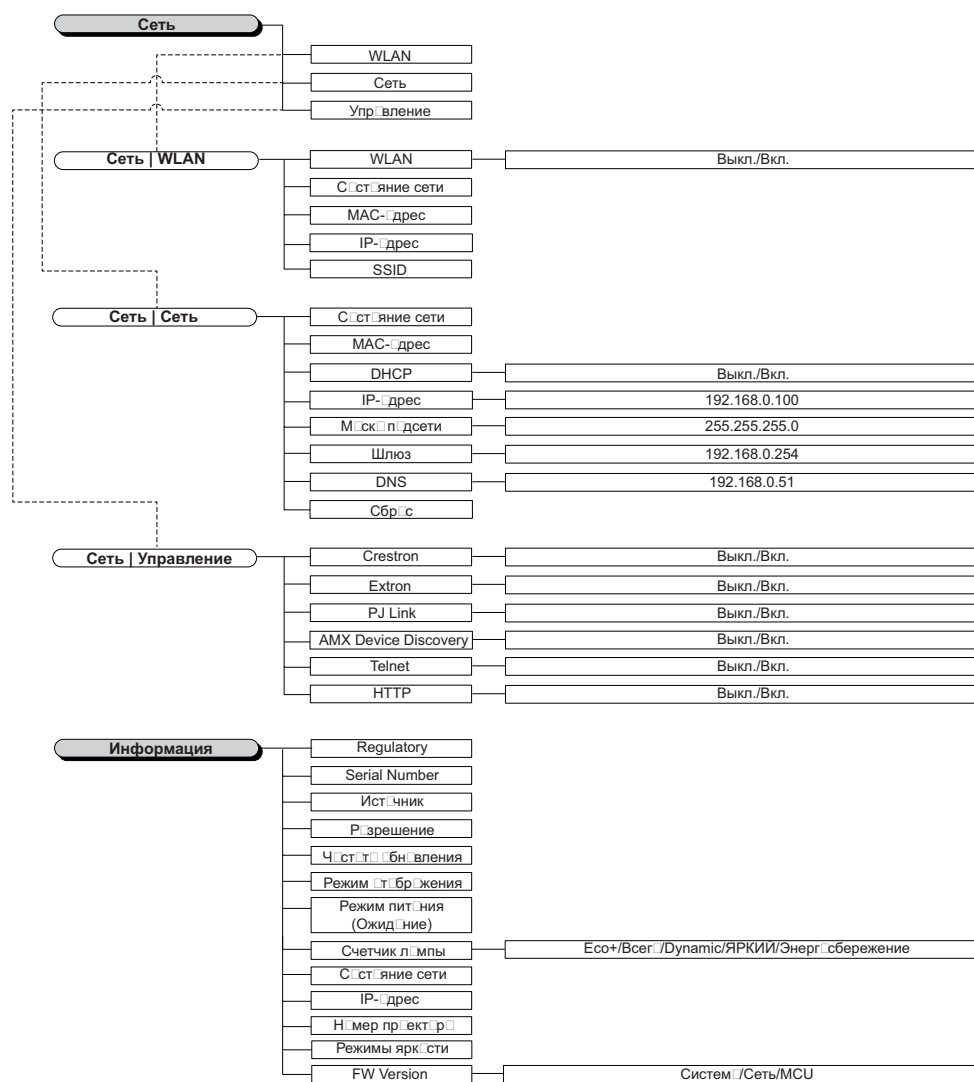 Сеть
WLAN
Сеть
Упр□вление
Сеть | WLAN
WLAN
Выкл./Вкл.
С□ст□яние сети
MAC-□дрес
IP-□дрес
SSID
Сеть | Сеть
С□ст□яние сети
MAC-□дрес
DHCP
Выкл./Вкл.
IP-□дрес
192.168.0.100
М□ск□ п□дсети
255.255.255.0
Шлюз
192.168.0.254
DNS
192.168.0.51
Сбр□с
Сеть | Управление
Crestron
Выкл./Вкл.
Extron
Выкл./Вкл.
PJ Link
Выкл./Вкл.
AMX Device Discovery
Выкл./Вкл.
Telnet
Выкл./Вкл.
HTTP
Выкл./Вкл.
Информация
Regulatory
Serial Number
Ист□чник
Р□зрешение
Ч□ст□т□ □бн□вления
Режим □т□бр□жения
Режим пит□ния
(Ожид□ние)
Счетчик л□мпы
Eco+/Всег□/Dynamic/ЯРКИЙ/Энерг□сбережение
С□ст□яние сети
IP-□дрес
Н□мер пр□ект□р□
Режимы ярк□сти
FW Version
Систем□/Сеть/MCU